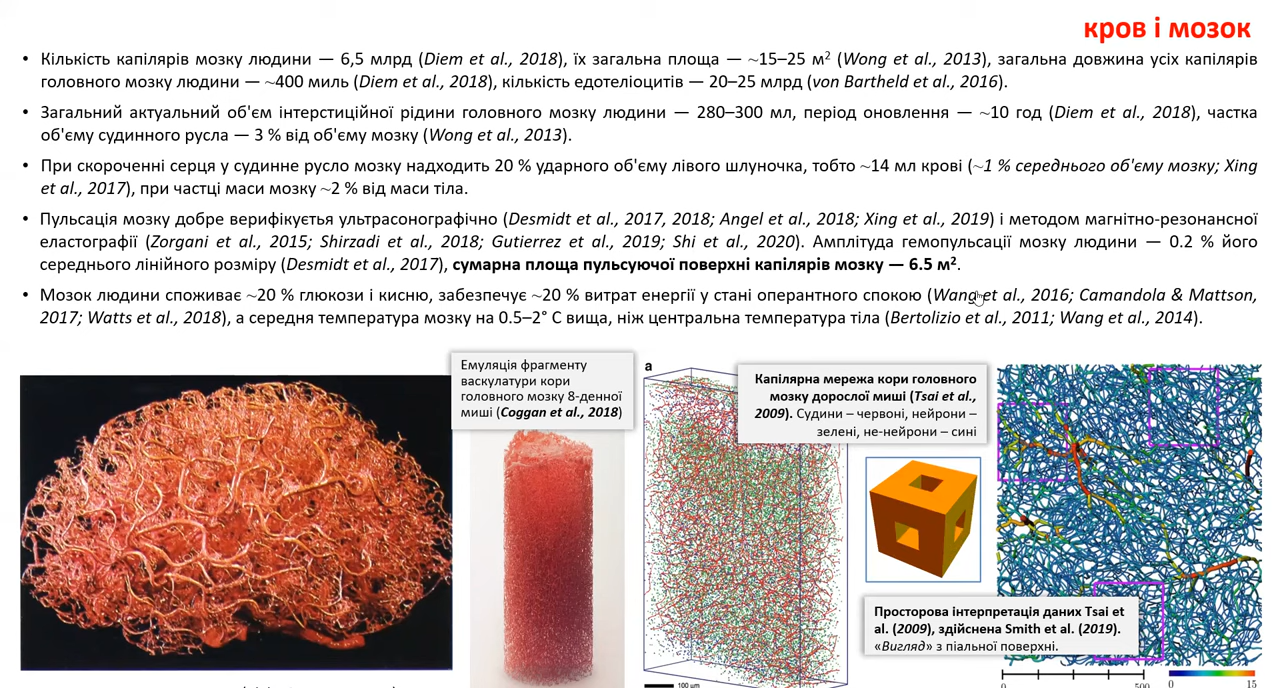 кров і мозок
• Кількість капілярів мозку людини — 6,5 млрд (Diem et al., 2018), їх загальна площа — ~15–25 м² (Wong et al., 2013), загальна довжина усіх капілярів
головного мозку людини — ~400 миль (Diem et al., 2018), кількість едотеліоцитів — 20–25 млрд (von Bartheld et al., 2016).
• Загальний актуальний об'єм інтерстиційної рідини головного мозку людини — 280–300 мл, період оновлення — ~10 год (Diem et al., 2018), частка
об'єму судинного русла — 3 % від об'єму мозку (Wong et al., 2013).
• При скороченні серця у судинне русло мозку надходить 20 % ударного об'єму лівого шлуночка, тобто ~14 мл крові (~1 % середнього об'єму мозку; Xing
et al., 2017), при частці маси мозку ~2 % від маси тіла.
• Пульсація мозку добре верифікується ультрасонографічно (Desmidt et al., 2017, 2018; Angel et al., 2018; Xing et al., 2019) і методом магнітно-резонансної
еластографії (Zorgani et al., 2015; Shirzadi et al., 2018; Gutierrez et al., 2019; Shi et al., 2020). Амплітуда гемопульсації мозку людини — 0.2 % його
середнього лінійного розміру (Desmidt et al., 2017), сумарна площа пульсуючої поверхні капілярів мозку — 6.5 м².
• Мозок людини споживає ~20 % глюкози і кисню, забезпечує ~20 % витрат енергії у стані оперантного спокою (Wang et al., 2016; Camandola & Mattson,
2017; Watts et al., 2018), а середня температура мозку на 0.5–2° С вища, ніж центральна температура тіла (Bertolizio et al., 2011; Wang et al., 2014).
Емуляція фрагменту
васкулатури кори
головного мозку 8-денної
миші (Coggan et al., 2018)
a
Капілярна мережа кори головного
мозку дорослої миші (Tsai et al.,
2009). Судини – червоні, нейрони –
зелені, не-нейрони – сині
Просторова інтерпретація даних Tsai et
al. (2009), здійснена Smith et al. (2019).
«Вигляд» з піальної поверхні.
100 μm
0
500
0
15